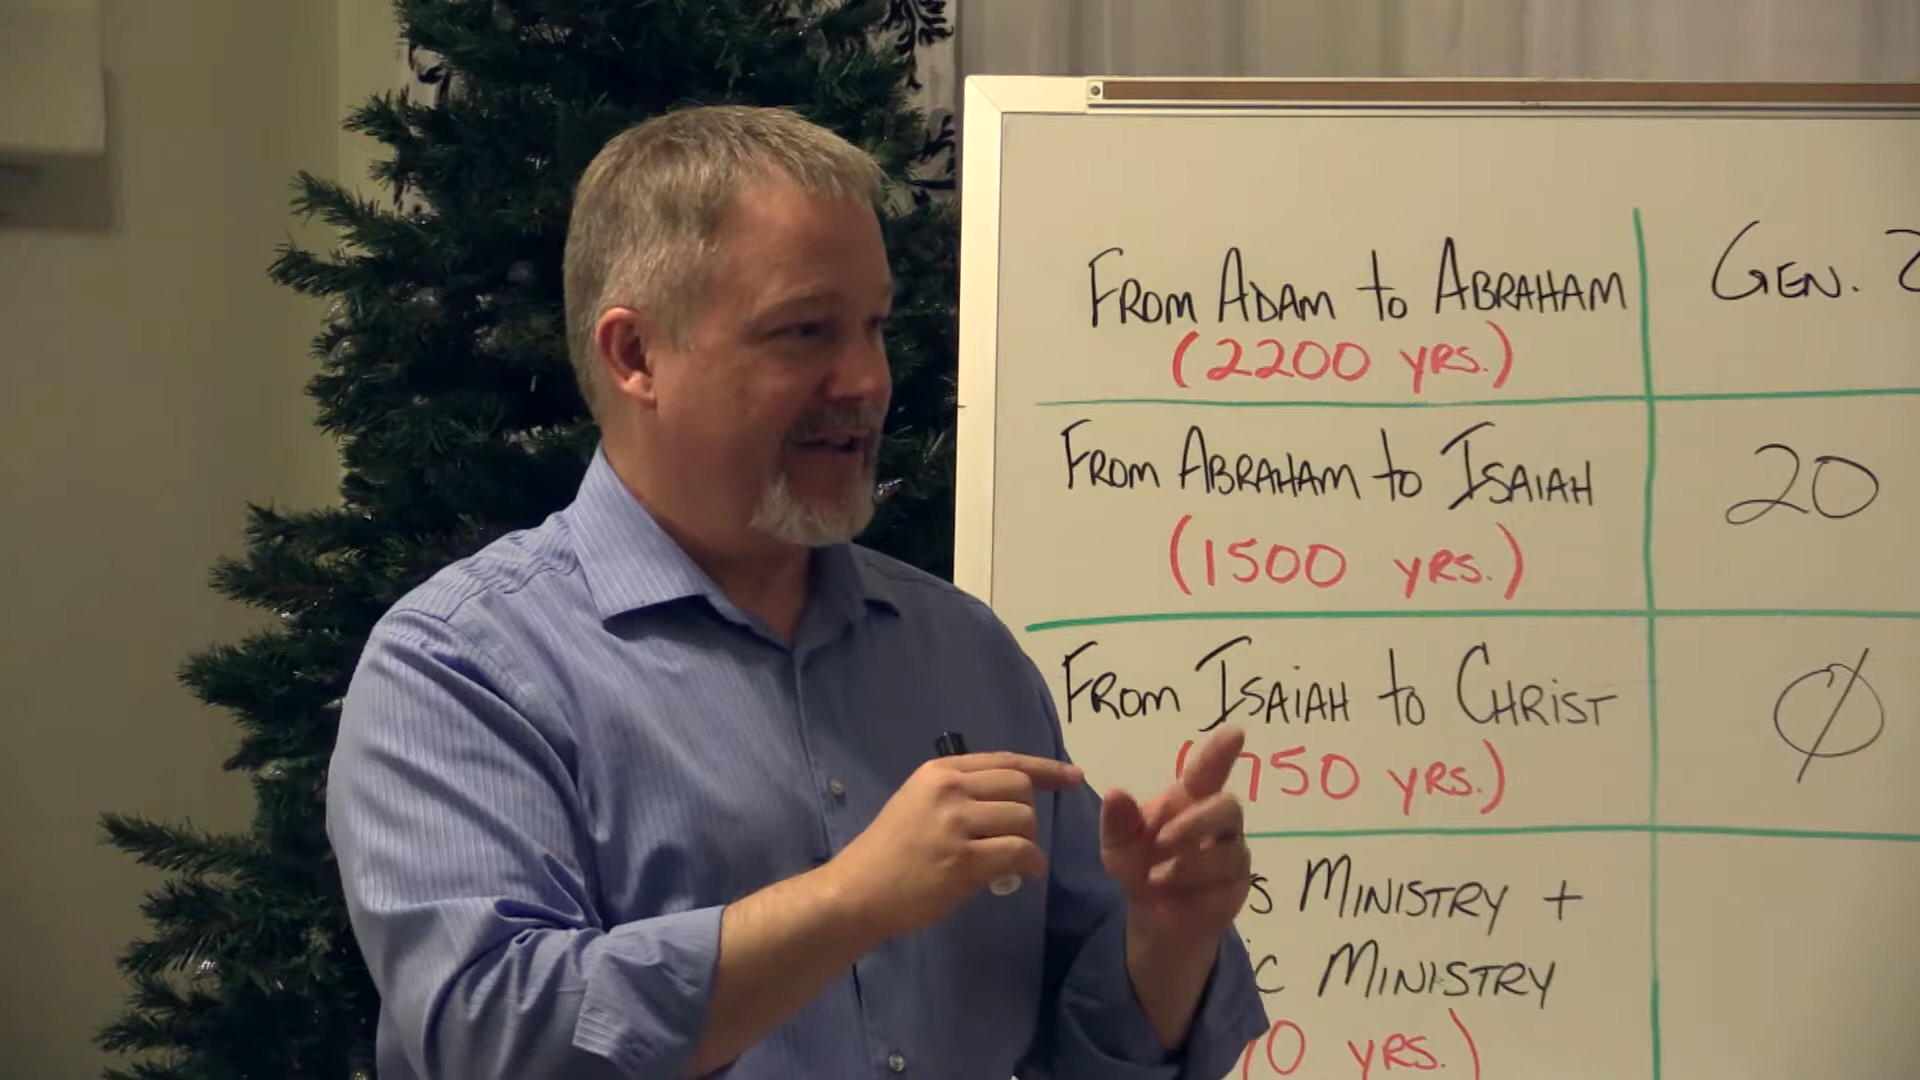 FROM ADAM to ABRAHAM
(2200 YRS.)
GEN.
FROM ABRAHAM to ISAIAH
(1500 YRS.)
20
FROM ISAIAH to CHRIST
750 YRS.)
Ø
MINISTRY +
MINISTRY
YRS.)